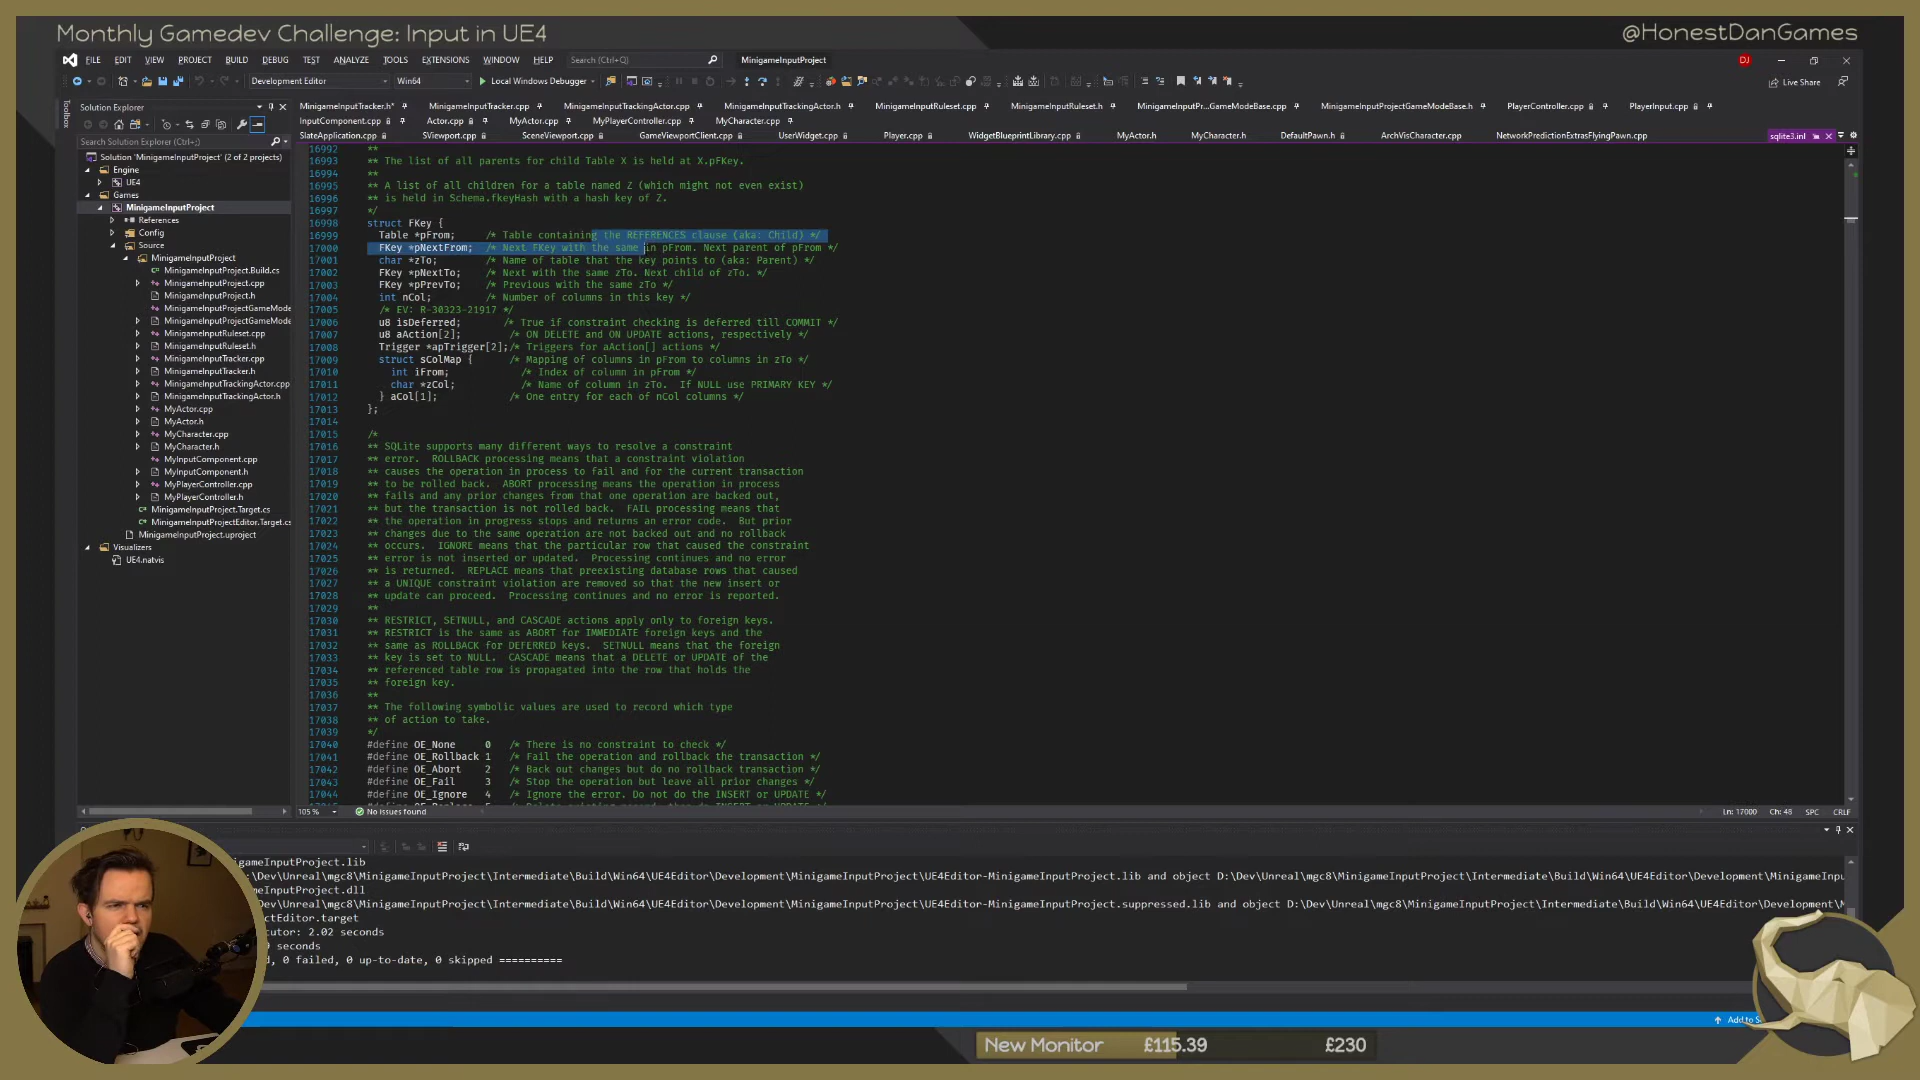 Monthly Gamedev Challenge: Input in UE4
@HonestDanGames
FILE EDIT VIEW PROJECT BUILD DEBUG TEST ANALYZE TOOLS EXTENSIONS WINDOW HELP Search (Ctrl+Q) MinigameInputProject DJ
Development Editor Win64 Local Windows Debugger Live Share
Toolbox
Solution Explorer
Search Solution Explorer (Ctrl+;)
Solution 'MinigameInputProject' (2 of 2 projects)
Engine
UE4
Games
MinigameInputProject
References
Config
Source
MinigameInputProject
MinigameInputProject.Build.cs
MinigameInputProject.cpp
MinigameInputProject.h
MinigameInputProjectGameMode
MinigameInputProjectGameMode
MinigameInputRuleset.cpp
MinigameInputRuleset.h
MinigameInputTracker.cpp
MinigameInputTracker.h
MinigameInputTrackingActor.cpp
MinigameInputTrackingActor.h
MyActor.cpp
MyActor.h
MyCharacter.cpp
MyCharacter.h
MyInputComponent.cpp
MyInputComponent.h
MyPlayerController.cpp
MyPlayerController.h
MinigameInputProject.Target.cs
MinigameInputProjectEditor.Target.cs
MinigameInputProject.uproject
Visualizers
UE4.natvis
MinigameInputTracker.h* MinigameInputTracker.cpp MinigameInputTrackingActor.cpp MinigameInputTrackingActor.h MinigameInputRuleset.cpp MinigameInputRuleset.h MinigameInputPr...GameModeBase.cpp MinigameInputProjectGameModeBase.h PlayerController.cpp PlayerInput.cpp
InputComponent.cpp Actor.cpp MyActor.cpp MyPlayerController.cpp MyCharacter.cpp
SlateApplication.cpp SViewport.cpp SceneViewport.cpp GameViewportClient.cpp UserWidget.cpp Player.cpp WidgetBlueprintLibrary.cpp MyActor.h MyCharacter.h DefaultPawn.h ArchVisCharacter.cpp NetworkPredictionExtrasFlyingPawn.cpp sqlite3.inl
16992 **
16993 ** The list of all parents for child Table X is held at X.pFKey.
16994 **
16995 ** A list of all children for a table named Z (which might not even exist)
16996 ** is held in Schema.fkeyHash with a hash key of Z.
16997 */
16998 struct FKey {
16999 Table *pFrom; /* Table containing the REFERENCES clause (aka: Child) */
17000 FKey *pNextFrom; /* Next FKey with the same in pFrom. Next parent of pFrom */
17001 char *zTo; /* Name of table that the key points to (aka: Parent) */
17002 FKey *pNextTo; /* Next with the same zTo. Next child of zTo. */
17003 FKey *pPrevTo; /* Previous with the same zTo */
17004 int nCol; /* Number of columns in this key */
17005 /* EV: R-30323-21917 */
17006 u8 isDeferred; /* True if constraint checking is deferred till COMMIT */
17007 u8 aAction[2]; /* ON DELETE and ON UPDATE actions, respectively */
17008 Trigger *apTrigger[2];/* Triggers for aAction[] actions */
17009 struct sColMap { /* Mapping of columns in pFrom to columns in zTo */
17010 int iFrom; /* Index of column in pFrom */
17011 char *zCol; /* Name of column in zTo. If NULL use PRIMARY KEY */
17012 } aCol[1]; /* One entry for each of nCol columns */
17013 };
17014
17015 /*
17016 ** SQLite supports many different ways to resolve a constraint
17017 ** error. ROLLBACK processing means that a constraint violation
17018 ** causes the operation in process to fail and for the current transaction
17019 ** to be rolled back. ABORT processing means the operation in process
17020 ** fails and any prior changes from that one operation are backed out,
17021 ** but the transaction is not rolled back. FAIL processing means that
17022 ** the operation in progress stops and returns an error code. But prior
17023 ** changes due to the same operation are not backed out and no rollback
17024 ** occurs. IGNORE means that the particular row that caused the constraint
17025 ** error is not inserted or updated. Processing continues and no error
17026 ** is returned. REPLACE means that preexisting database rows that caused
17027 ** a UNIQUE constraint violation are removed so that the new insert or
17028 ** update can proceed. Processing continues and no error is reported.
17029 **
17030 ** RESTRICT, SETNULL, and CASCADE actions apply only to foreign keys.
17031 ** RESTRICT is the same as ABORT for IMMEDIATE foreign keys and the
17032 ** same as ROLLBACK for DEFERRED keys. SETNULL means that the foreign
17033 ** key is set to NULL. CASCADE means that a DELETE or UPDATE of the
17034 ** referenced table row is propagated into the row that holds the
17035 ** foreign key.
17036 **
17037 ** The following symbolic values are used to record which type
17038 ** of action to take.
17039 */
17040 #define OE_None 0 /* There is no constraint to check */
17041 #define OE_Rollback 1 /* Fail the operation and rollback the transaction */
17042 #define OE_Abort 2 /* Back out changes but do no rollback transaction */
17043 #define OE_Fail 3 /* Stop the operation but leave all prior changes */
17044 #define OE_Ignore 4 /* Ignore the error. Do not do the INSERT or UPDATE */
105 % No issues found Ln: 17000 Ch: 48 SPC CRLF
nigameInputProject.lib
:\Dev\Unreal\mgc8\MinigameInputProject\Intermediate\Build\Win64\UE4Editor\Development\MinigameInputProject\UE4Editor-MinigameInputProject.lib and object D:\Dev\Unreal\mgc8\MinigameInputProject\Intermediate\Build\Win64\UE4Editor\Development\MinigameInpu
gameInputProject.dll
:\Dev\Unreal\mgc8\MinigameInputProject\Intermediate\Build\Win64\UE4Editor\Development\MinigameInputProject\UE4Editor-MinigameInputProject.suppressed.lib and object D:\Dev\Unreal\mgc8\MinigameInputProject\Intermediate\Build\Win64\UE4Editor\Development\M
ectEditor.target
cutor: 2.02 seconds
9 seconds
d, 0 failed, 0 up-to-date, 0 skipped ==========
Add to S
New Monitor £115.39 £230